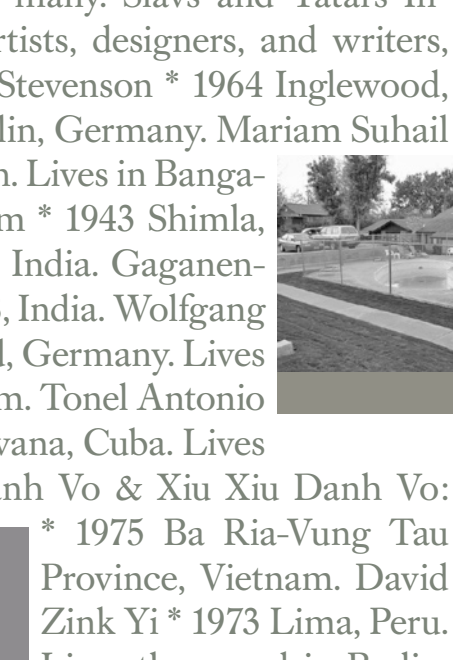 many. Slavs and Tatars In-
artists, designers, and writers,
Stevenson * 1964 Inglewood,
lin, Germany. Mariam Suhail
n. Lives in Banga-
m * 1943 Shimla,
India. Gaganen-
, India. Wolfgang
d, Germany. Lives
m. Tonel Antonio
vana, Cuba. Lives
anh Vo & Xiu Xiu Danh Vo:
* 1975 Ba Ria-Vung Tau
Province, Vietnam. David
Zink Yi * 1973 Lima, Peru.